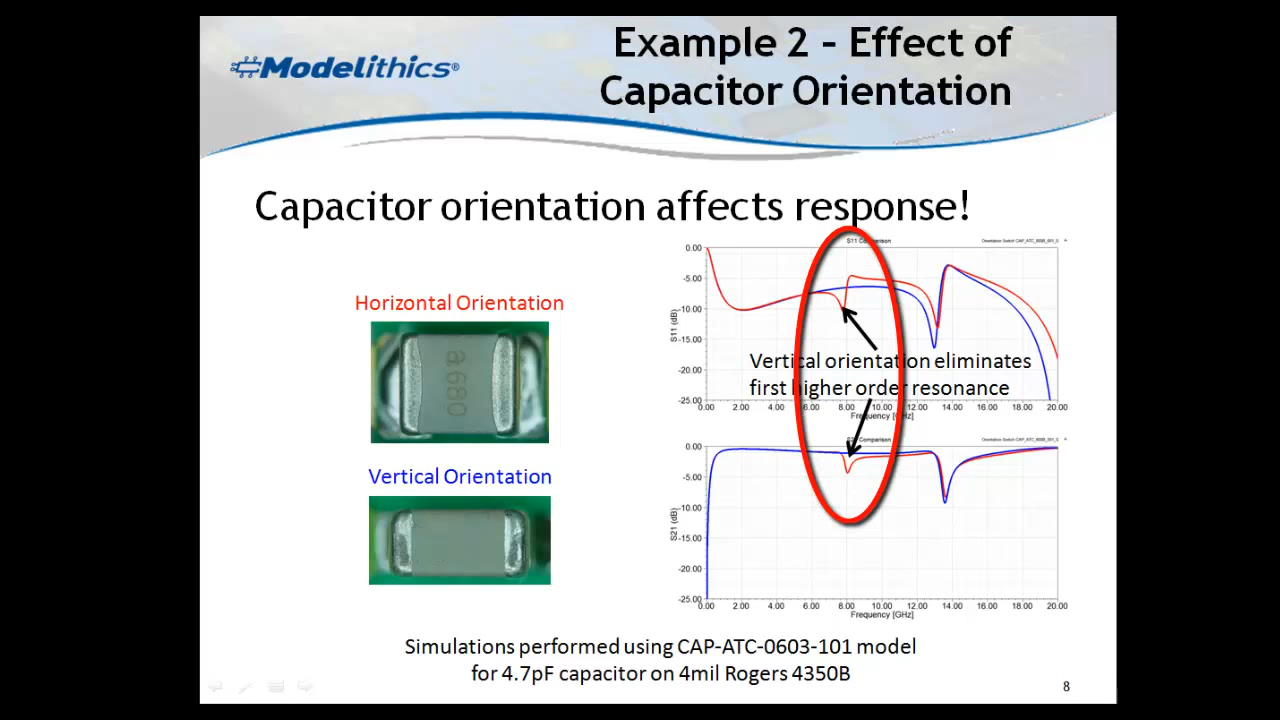 Example 2 – Effect of
Capacitor Orientation
Modelithics®
Capacitor orientation affects response!
Horizontal Orientation
a
680
Vertical Orientation
S11 Comparison
0.00
-5.00
-10.00
-15.00
-20.00
-25.00
S11 (dB)
0.00 2.00 4.00 6.00 8.00 10.00 12.00 14.00 16.00 18.00 20.00
Frequency [GHz]
Vertical orientation eliminates
first higher order resonance
Comparison
0.00
-5.00
-10.00
-15.00
-20.00
-25.00
S21 (dB)
0.00 2.00 4.00 6.00 8.00 10.00 12.00 14.00 16.00 18.00 20.00
Frequency [GHz]
Simulations performed using CAP-ATC-0603-101 model
for 4.7pF capacitor on 4mil Rogers 4350B
8